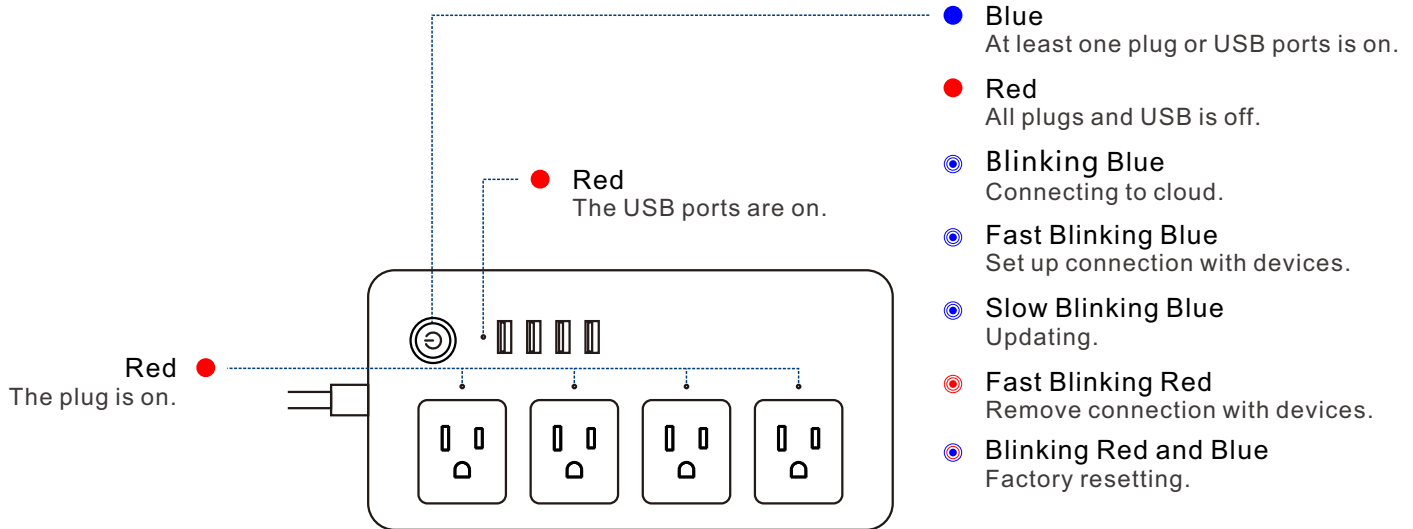 Blue
At least one plug or USB ports is on.
Red
All plugs and USB is off.
Blinking Blue
Connecting to cloud.
Fast Blinking Blue
Set up connection with devices.
Slow Blinking Blue
Updating.
Fast Blinking Red
Remove connection with devices.
Blinking Red and Blue
Factory resetting.
Red
The USB ports are on.
Red
The plug is on.